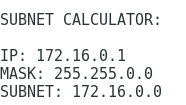 SUBNET CALCULATOR:
IP: 172.16.0.1
MASK: 255.255.0.0
SUBNET: 172.16.0.0